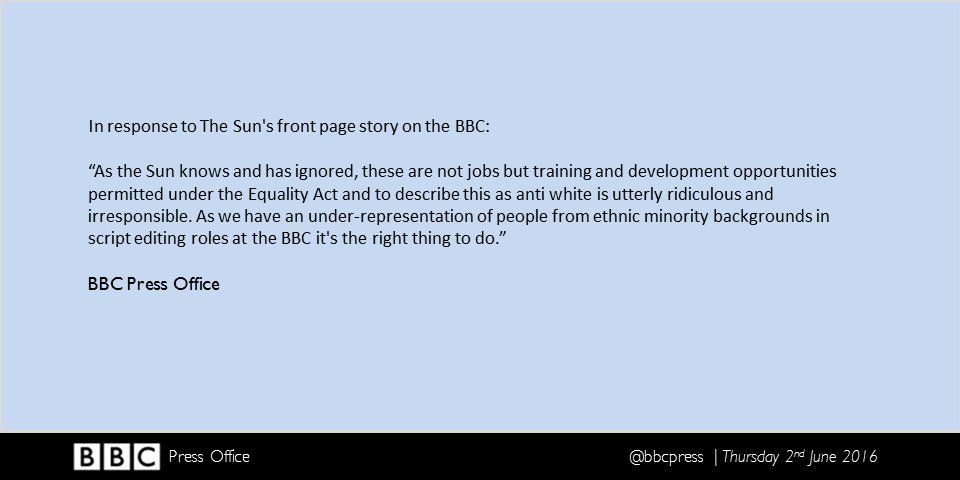 In response to The Sun's front page story on the BBC:
“As the Sun knows and has ignored, these are not jobs but training and development opportunities
permitted under the Equality Act and to describe this as anti white is utterly ridiculous and
irresponsible. As we have an under-representation of people from ethnic minority backgrounds in
script editing roles at the BBC it's the right thing to do.”
BBC Press Office
BBC Press Office
@bbcpress | Thursday 2nd June 2016